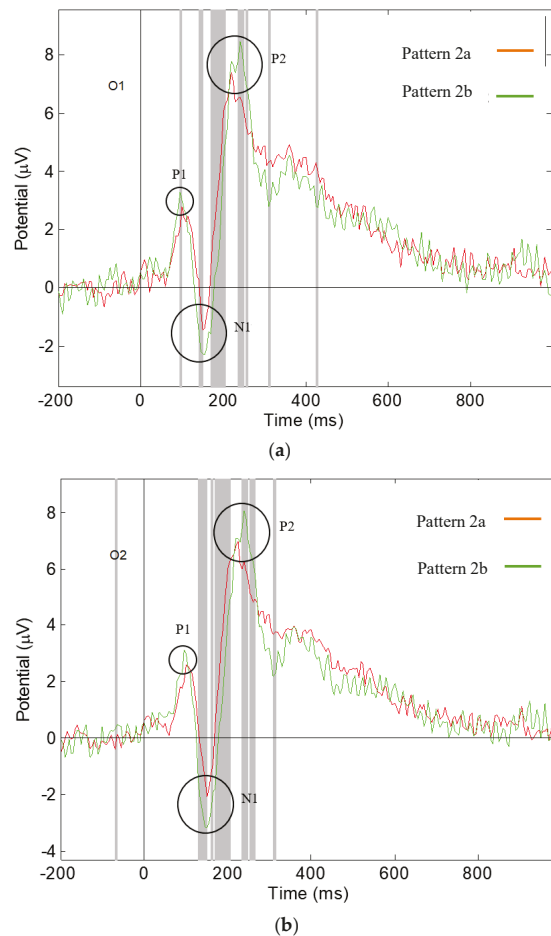 8
6
4
2
0
-2
Potential (µV)
O1
P1
P2
N1
Pattern 2a
Pattern 2b
-200 0 200 400 600 800
Time (ms)
(a)
8
6
4
2
0
-2
-4
Potential (µV)
O2
P1
P2
N1
Pattern 2a
Pattern 2b
-200 0 200 400 600 800
Time (ms)
(b)